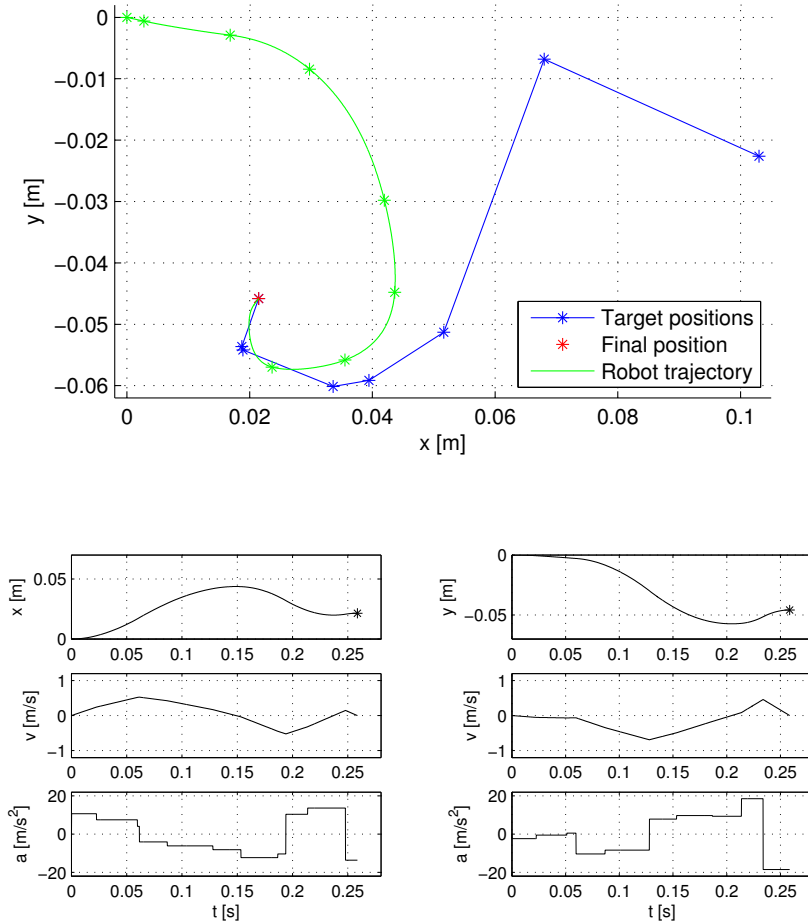 0
−0.01
−0.02
−0.03
−0.04
−0.05
−0.06
y [m]
0 0.02 0.04 0.06 0.08 0.1
x [m]
Target positions
Final position
Robot trajectory
0.05
0
x [m]
0 0.05 0.1 0.15 0.2 0.25
0
−0.05
y [m]
0 0.05 0.1 0.15 0.2 0.25
1
0
−1
v [m/s]
0 0.05 0.1 0.15 0.2 0.25
1
0
−1
v [m/s]
0 0.05 0.1 0.15 0.2 0.25
20
0
−20
a [m/s²]
0 0.05 0.1 0.15 0.2 0.25
t [s]
20
0
−20
a [m/s²]
0 0.05 0.1 0.15 0.2 0.25
t [s]